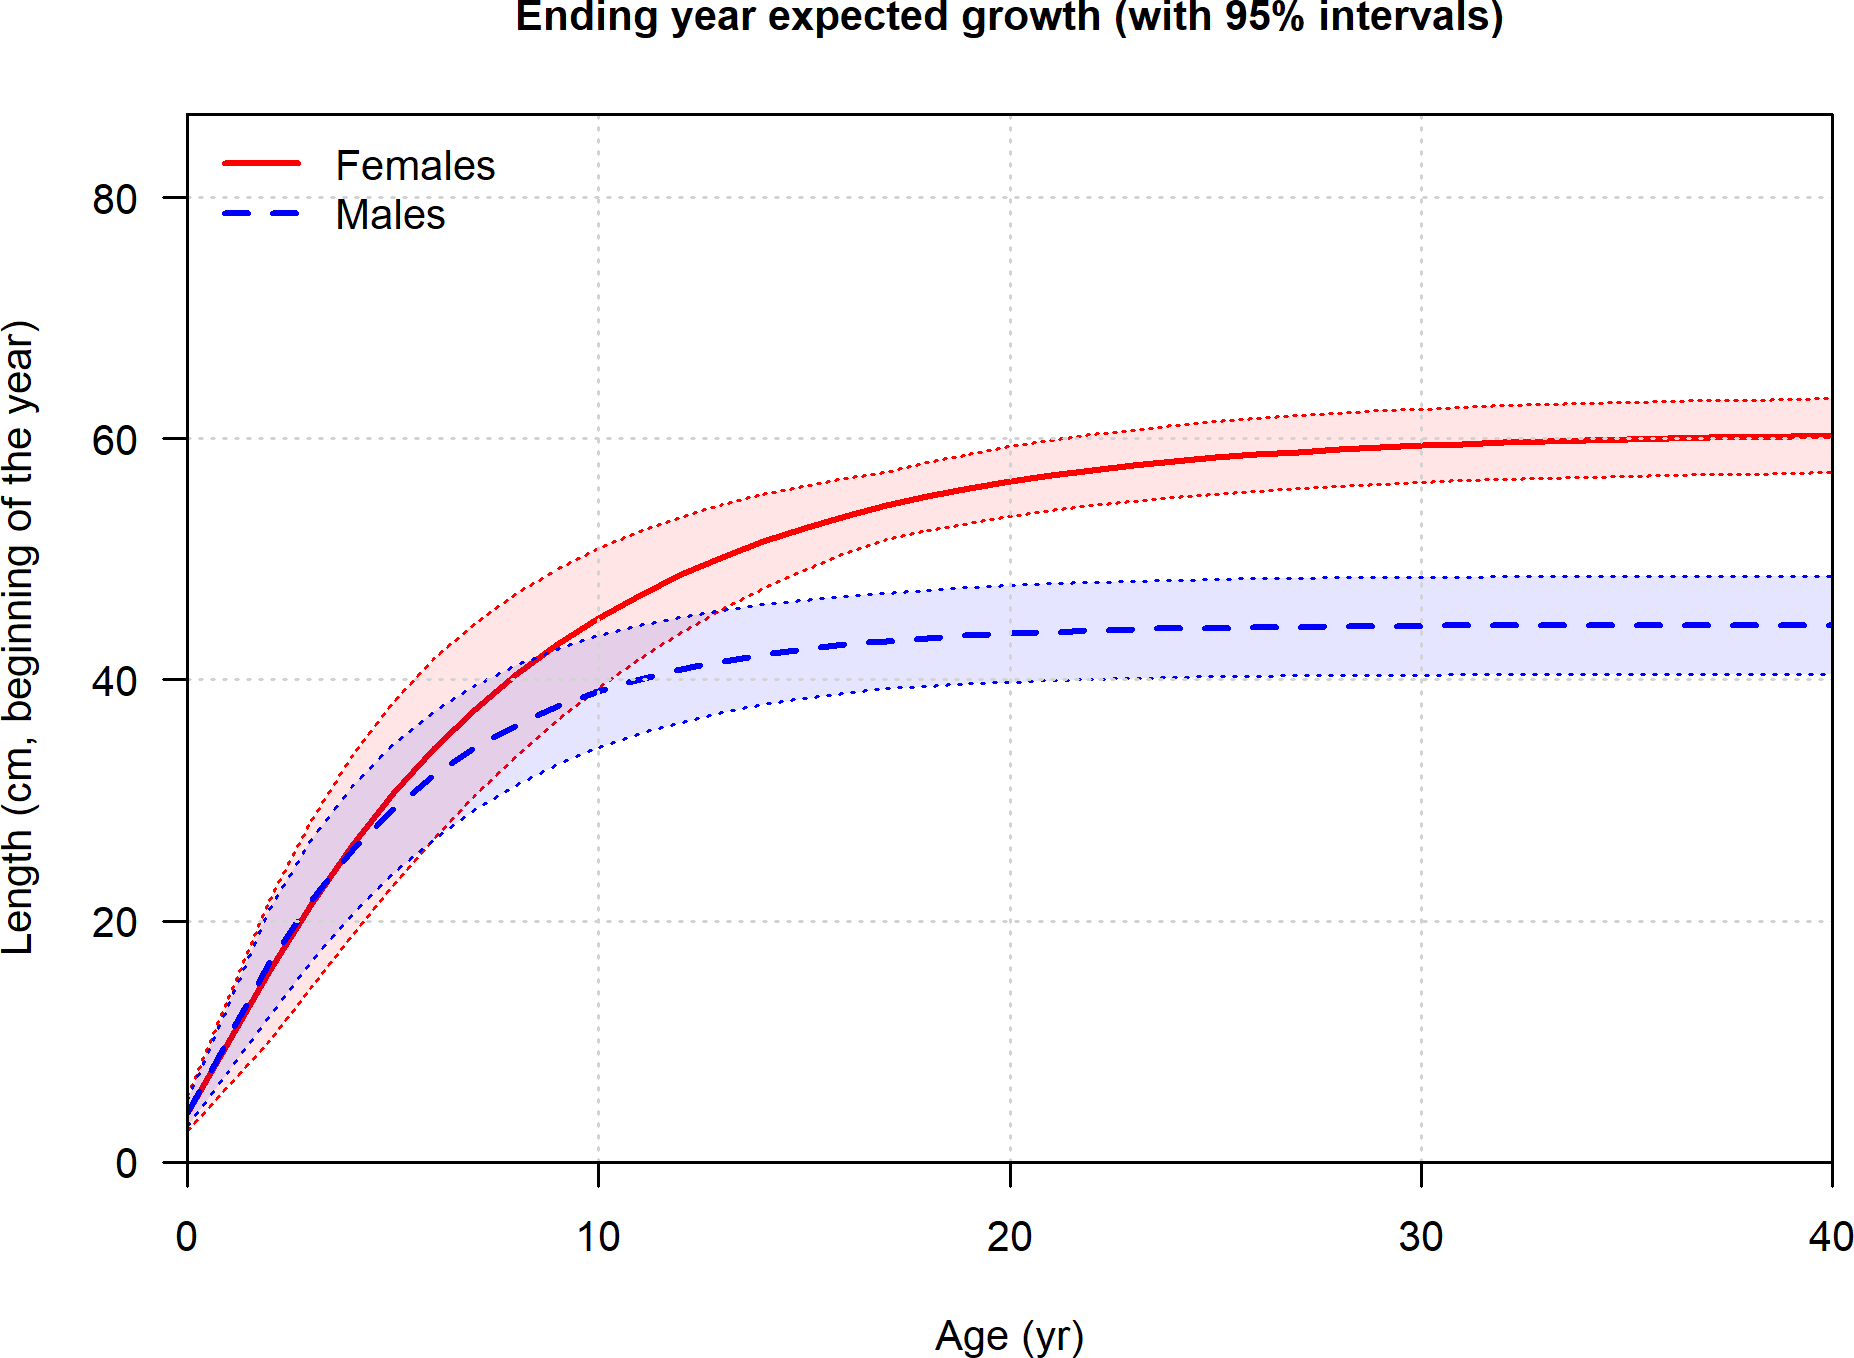 Ending year expected growth (with 95% intervals)
Females
Males
Length (cm, beginning of the year)
80
60
40
20
0
0 10 20 30 40
Age (yr)